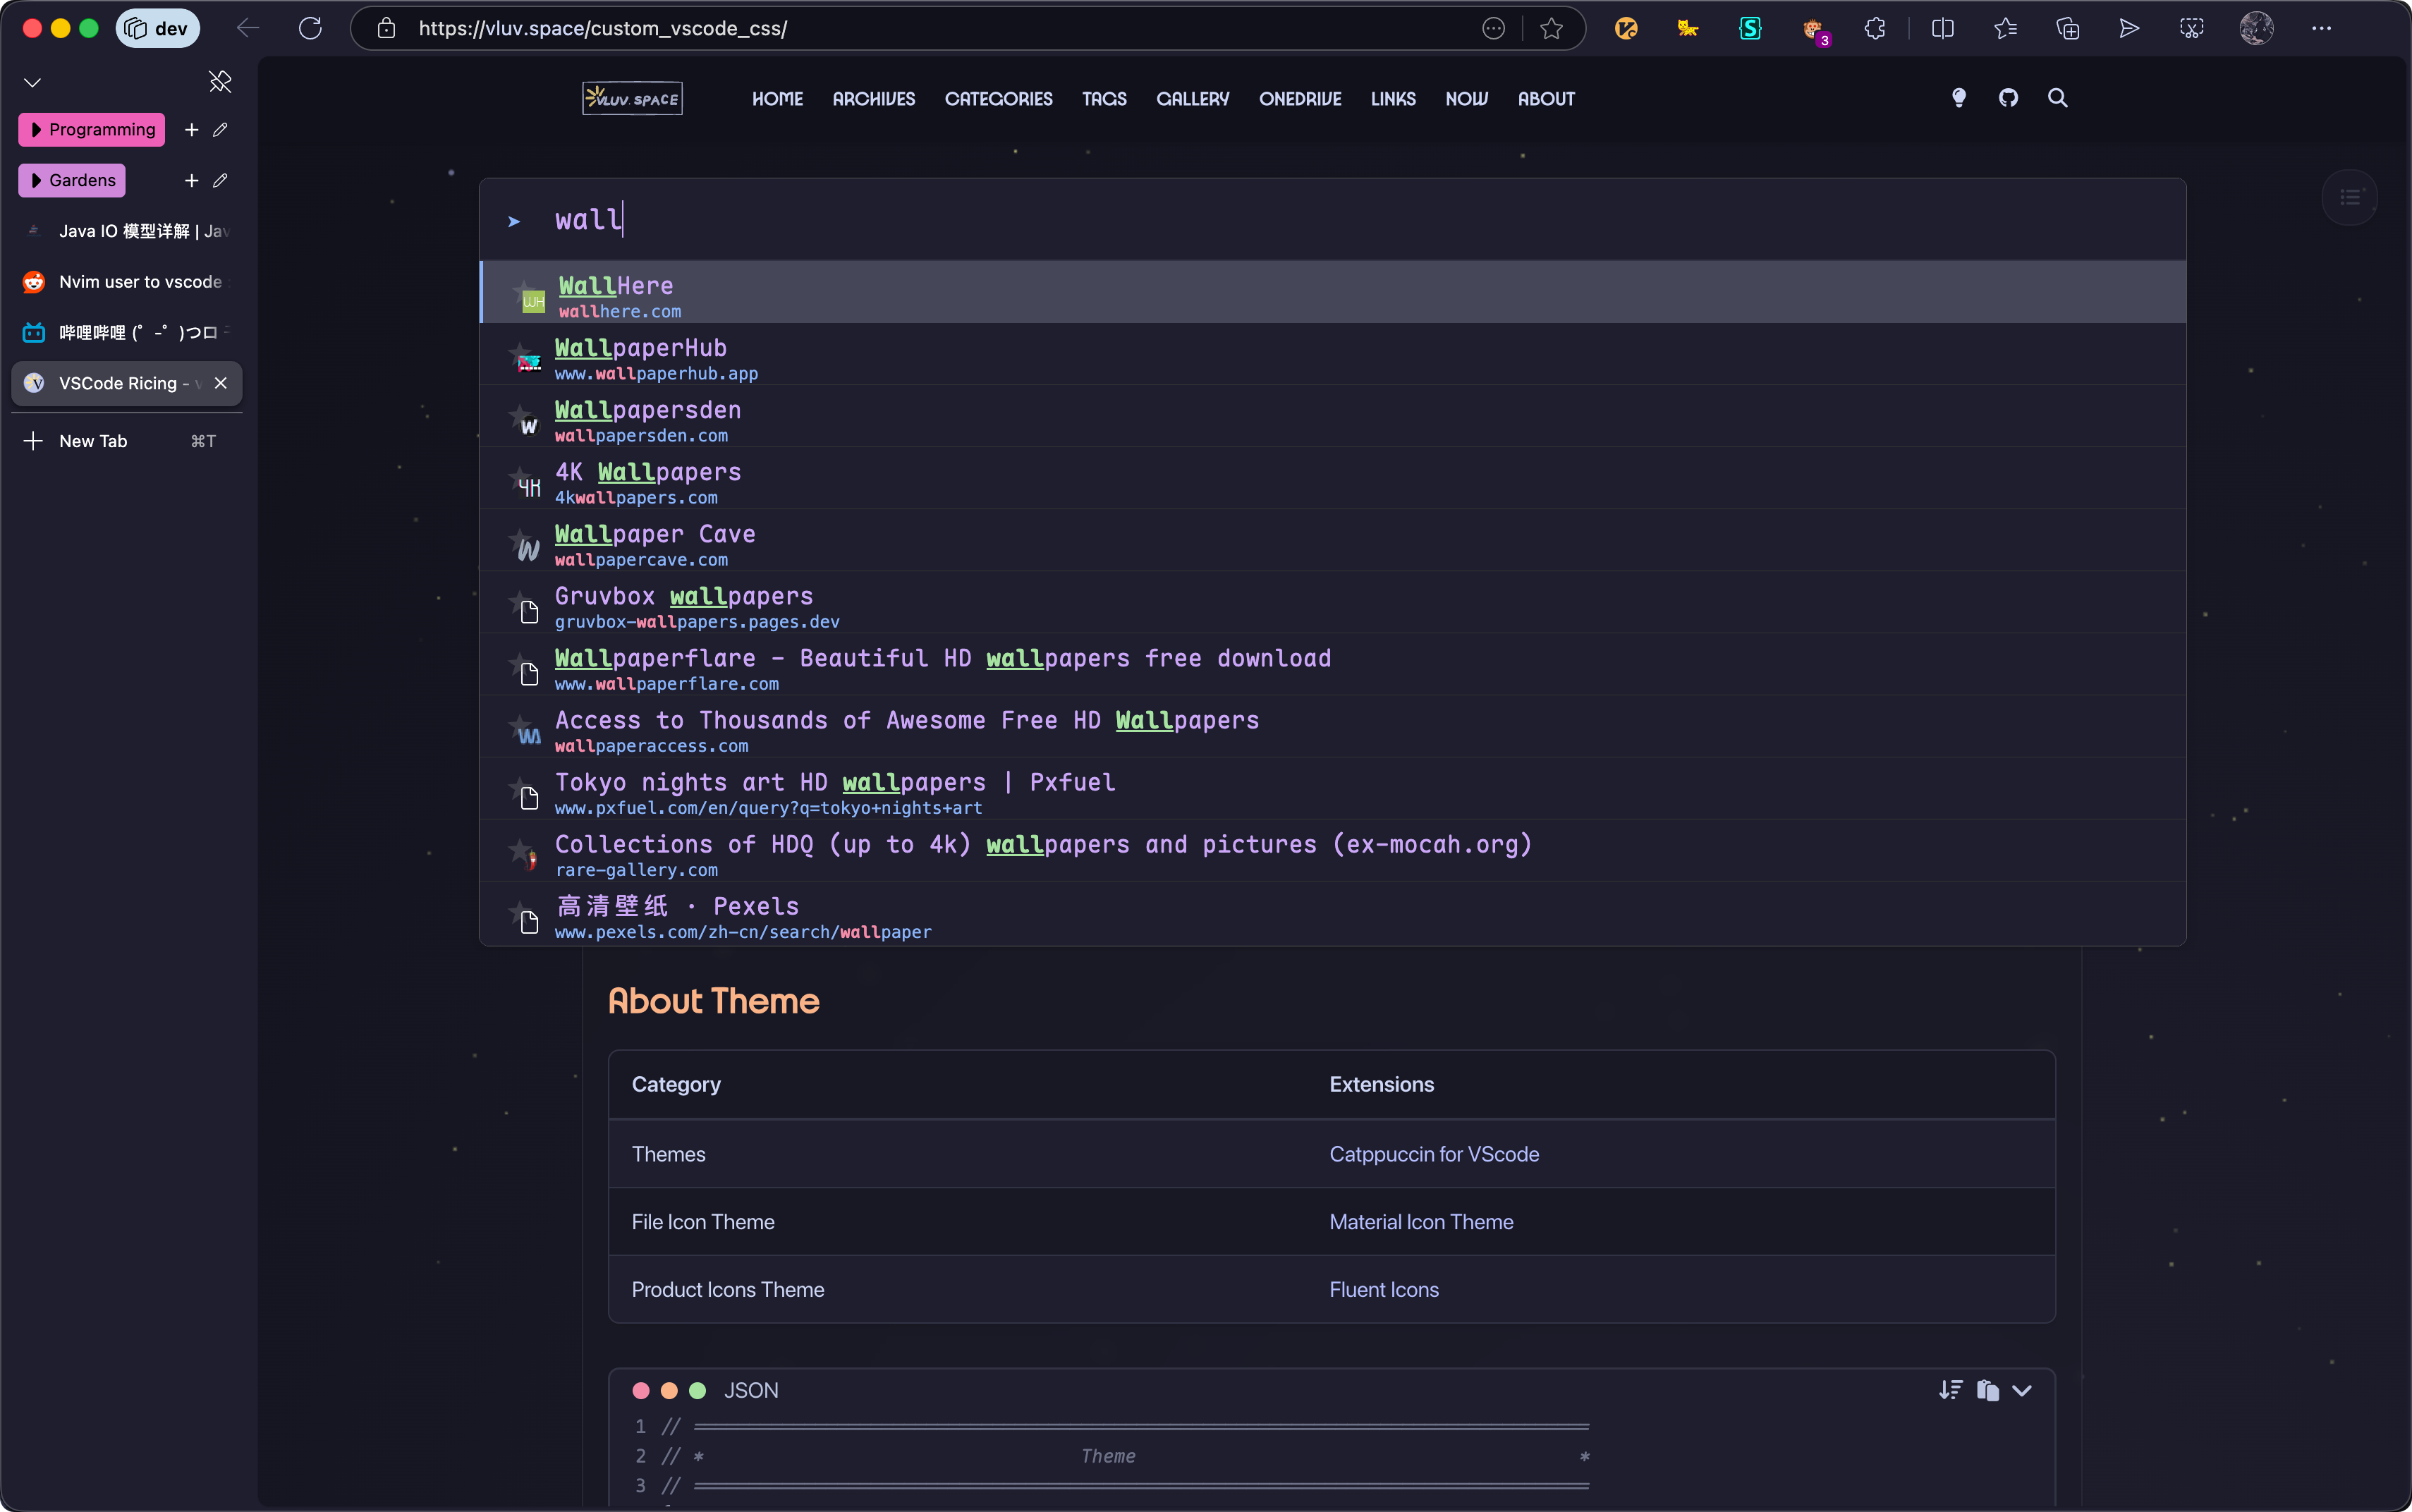 dev
https://vluv.space/custom_vscode_css/
3
Programming
Gardens
Java IO 模型详解 | Jav
Nvim user to vscode
哔哩哔哩 (゜-゜)つロ
VSCode Ricing - v
New Tab ⌘T
VLUV.SPACE
HOME ARCHIVES CATEGORIES TAGS GALLERY ONEDRIVE LINKS NOW ABOUT
wall
WallHere
wallhere.com
WallpaperHub
www.wallpaperhub.app
Wallpapersden
wallpapersden.com
4K Wallpapers
4kwallpapers.com
Wallpaper Cave
wallpapercave.com
Gruvbox wallpapers
gruvbox-wallpapers.pages.dev
Wallpaperflare - Beautiful HD wallpapers free download
www.wallpaperflare.com
Access to Thousands of Awesome Free HD Wallpapers
wallpaperaccess.com
Tokyo nights art HD wallpapers | Pxfuel
www.pxfuel.com/en/query?q=tokyo+nights+art
Collections of HDQ (up to 4k) wallpapers and pictures (ex-mocah.org)
rare-gallery.com
高清壁纸 · Pexels
www.pexels.com/zh-cn/search/wallpaper
About Theme
Category Extensions
Themes Catppuccin for VScode
File Icon Theme Material Icon Theme
Product Icons Theme Fluent Icons
JSON
1 // ══════════════════════════════
2 // * Theme *
3 // ══════════════════════════════